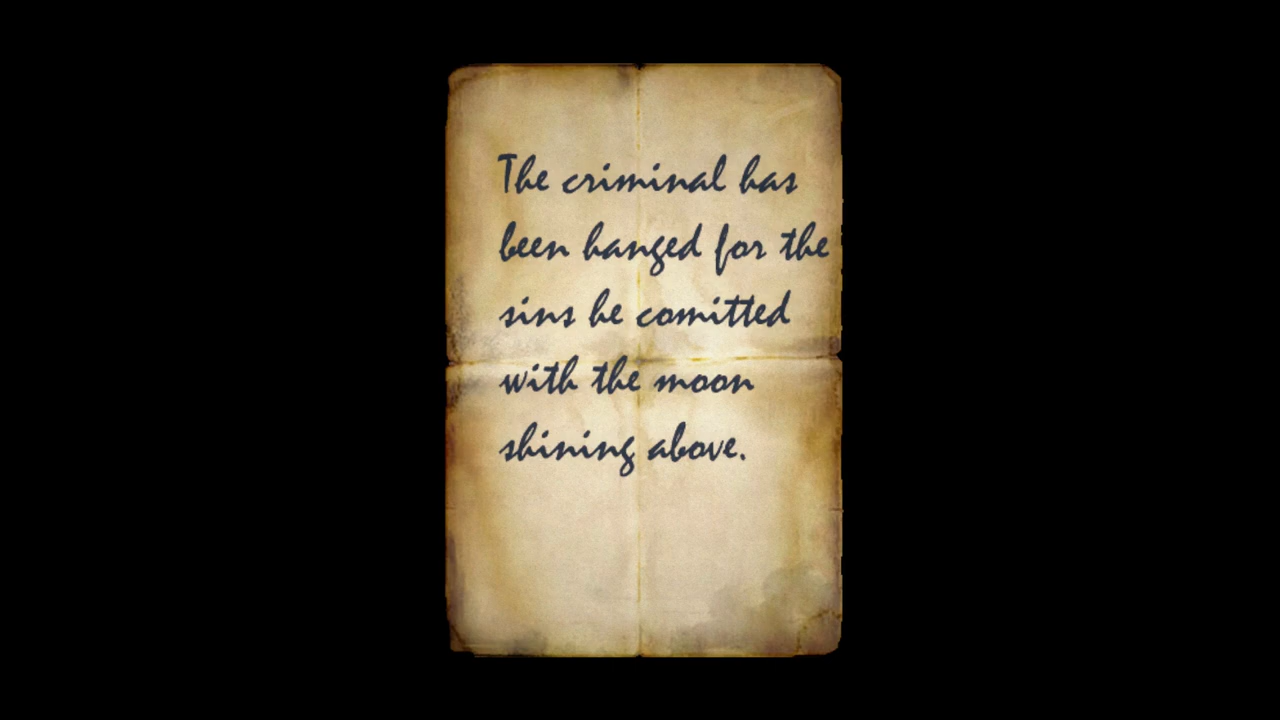 The criminal has
been hanged for the
sins he comitted
with the moon
shining above.